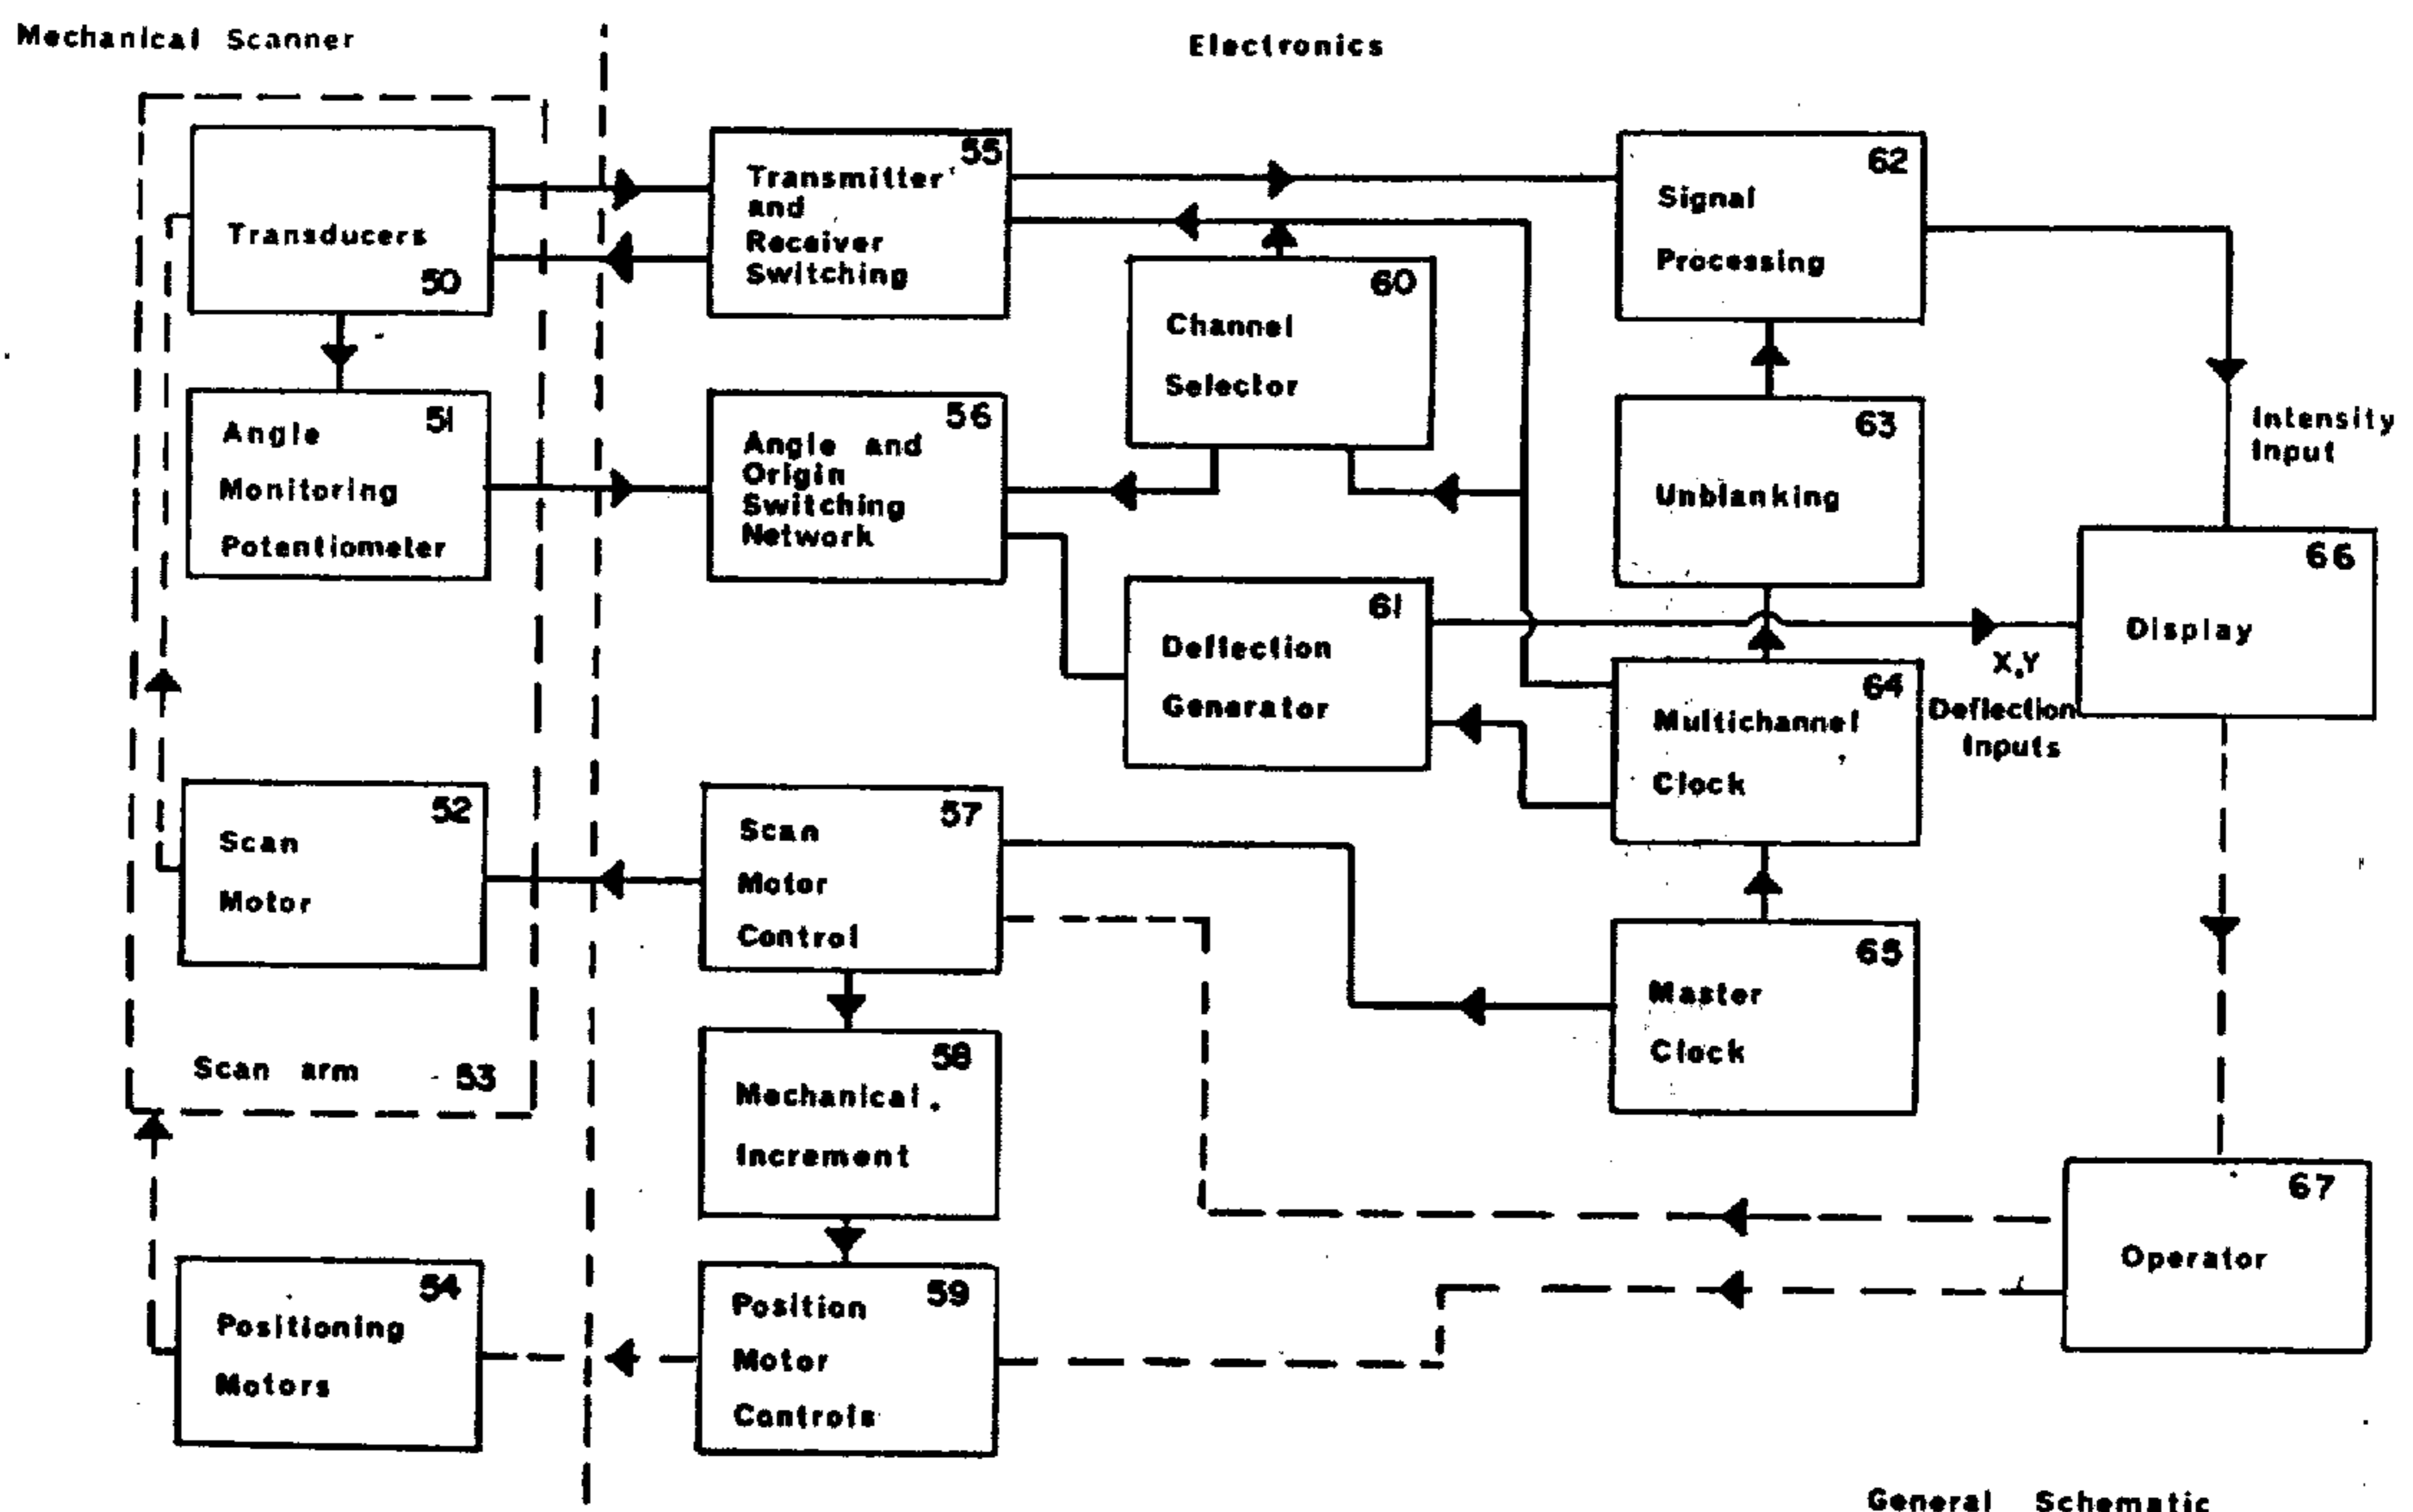 Mechanical Scanner
Electronics
Transducers
50
55
Transmitter
and
Receiver
Switching
62
Signal
Processing
60
Channel
Selector
51
Angle
Monitoring
Potentiometer
56
Angle and
Origin
Switching
Network
63
Unblanking
Intensity
Input
66
Display
61
Deflection
Generator
X,Y
Deflection
Inputs
64
Multichannel
Clock
52
Scan
Motor
57
Scan
Motor
Control
65
Master
Clock
Scan arm 53
58
Mechanical
Increment
67
Operator
54
Positioning
Motors
59
Position
Motor
Controls
General Schematic